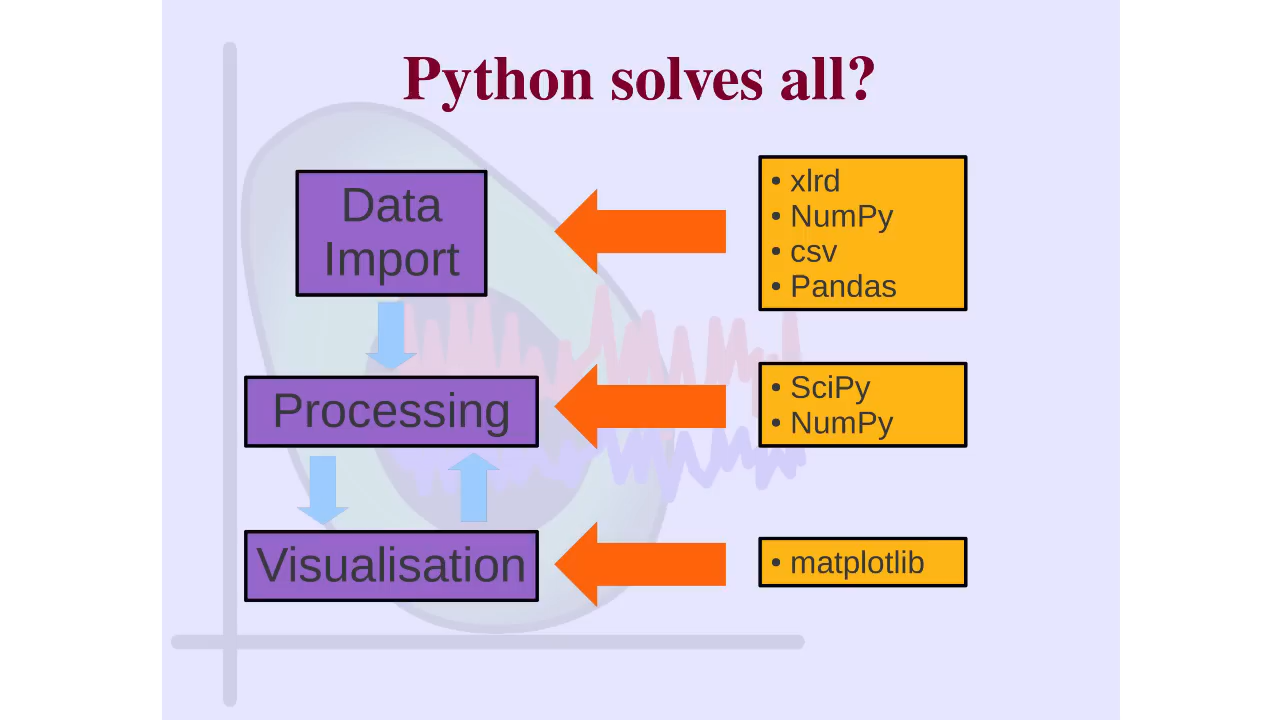 Python solves all?
Data
Import
• xlrd
• NumPy
• csv
• Pandas
Processing
• SciPy
• NumPy
Visualisation
• matplotlib